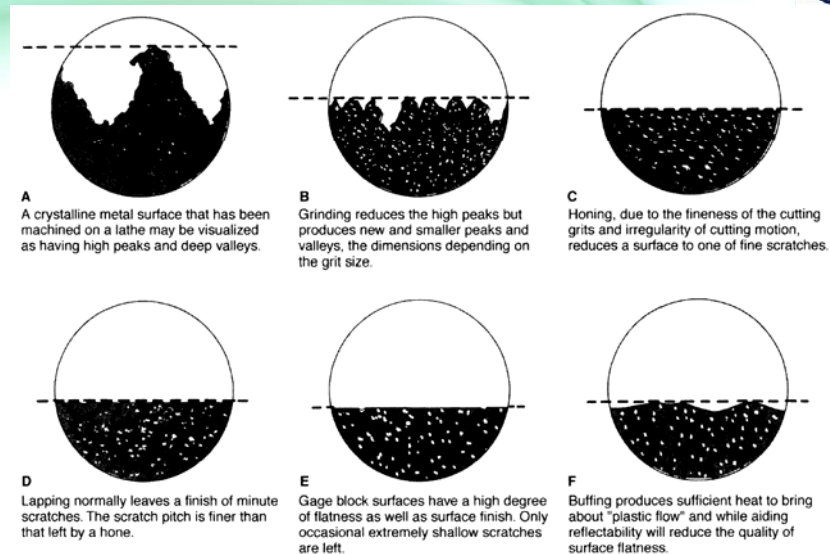 A
A crystalline metal surface that has been
machined on a lathe may be visualized
as having high peaks and deep valleys.
B
Grinding reduces the high peaks but
produces new and smaller peaks and
valleys, the dimensions depending on
the grit size.
C
Honing, due to the fineness of the cutting
grits and irregularity of cutting motion,
reduces a surface to one of fine scratches.
D
Lapping normally leaves a finish of minute
scratches. The scratch pitch is finer than
that left by a hone.
E
Gage block surfaces have a high degree
of flatness as well as surface finish. Only
occasional extremely shallow scratches
are left.
F
Buffing produces sufficient heat to bring
about "plastic flow" and while aiding
reflectability will reduce the quality of
surface flatness.